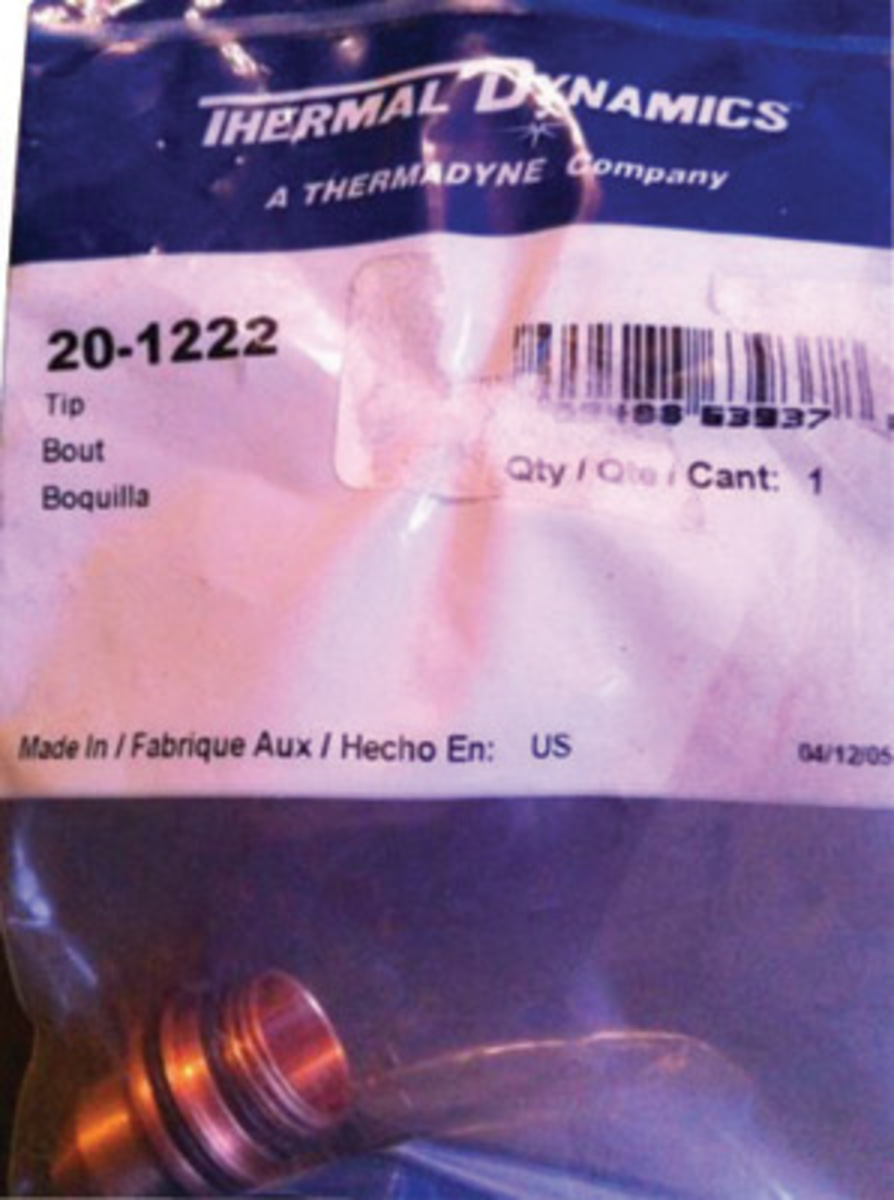 THERMAL DYNAMICS
A THERMADYNE Company
20-1222
Tip
Bout
Boquilla
63937
Qty / Qte / Cant: 1
Made In / Fabrique Aux / Hecho En: US
04/12/05